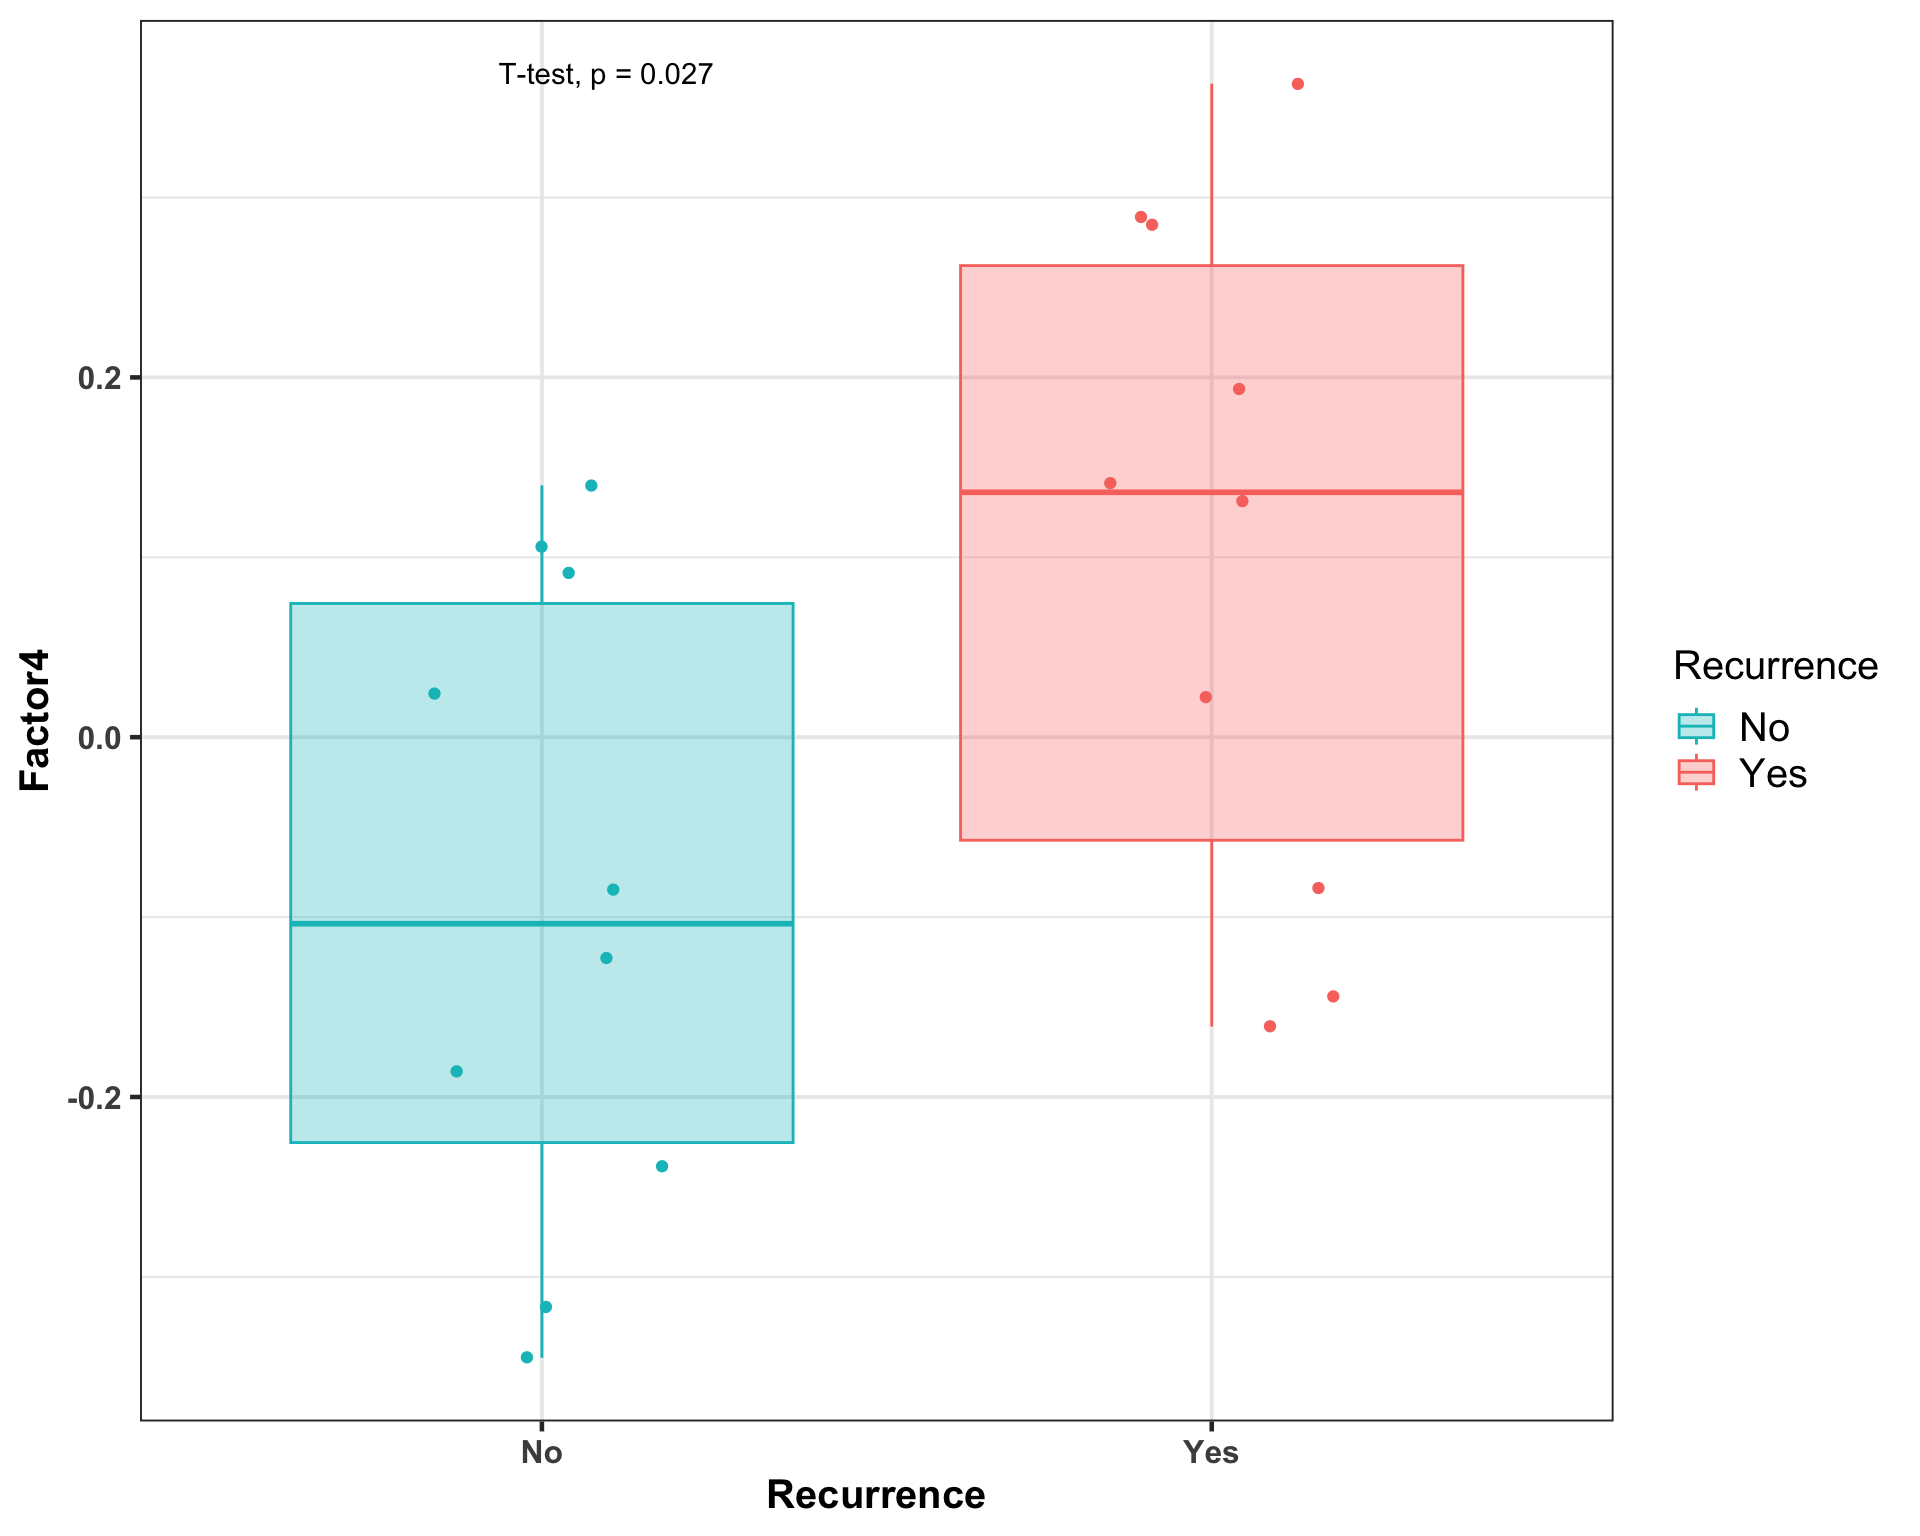 T-test, p = 0.027
0.2
0.0
-0.2
Factor4
No
Yes
Recurrence
Recurrence
No
Yes